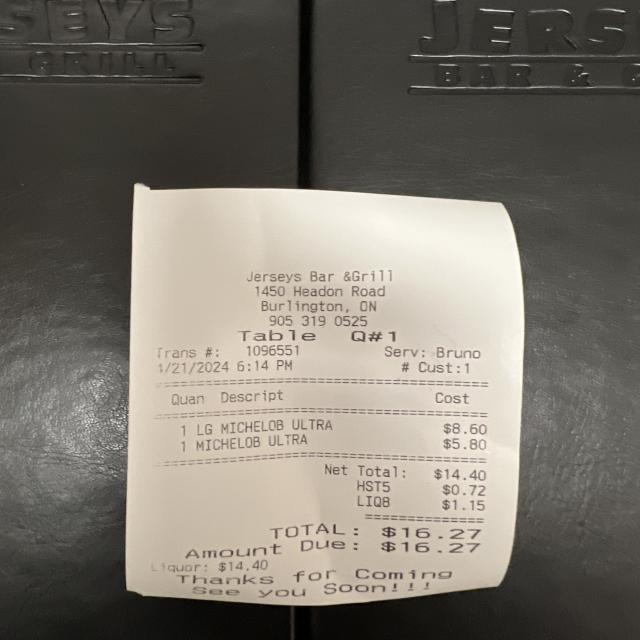 SEYS
GRILL
JERS
BAR & G
Jerseys Bar &Grill
1450 Headon Road
Burlington, ON
905 319 0525
Table Q#1
Trans #: 1096551 Serv: Bruno
1/21/2024 6:14 PM # Cust:1
Quan Descript Cost
1 LG MICHELOB ULTRA $8.60
1 MICHELOB ULTRA $5.80
Net Total: $14.40
HST5 $0.72
LIQ8 $1.15
TOTAL: $16.27
Amount Due: $16.27
Liquor: $14.40
Thanks for Coming
See you Soon!!!